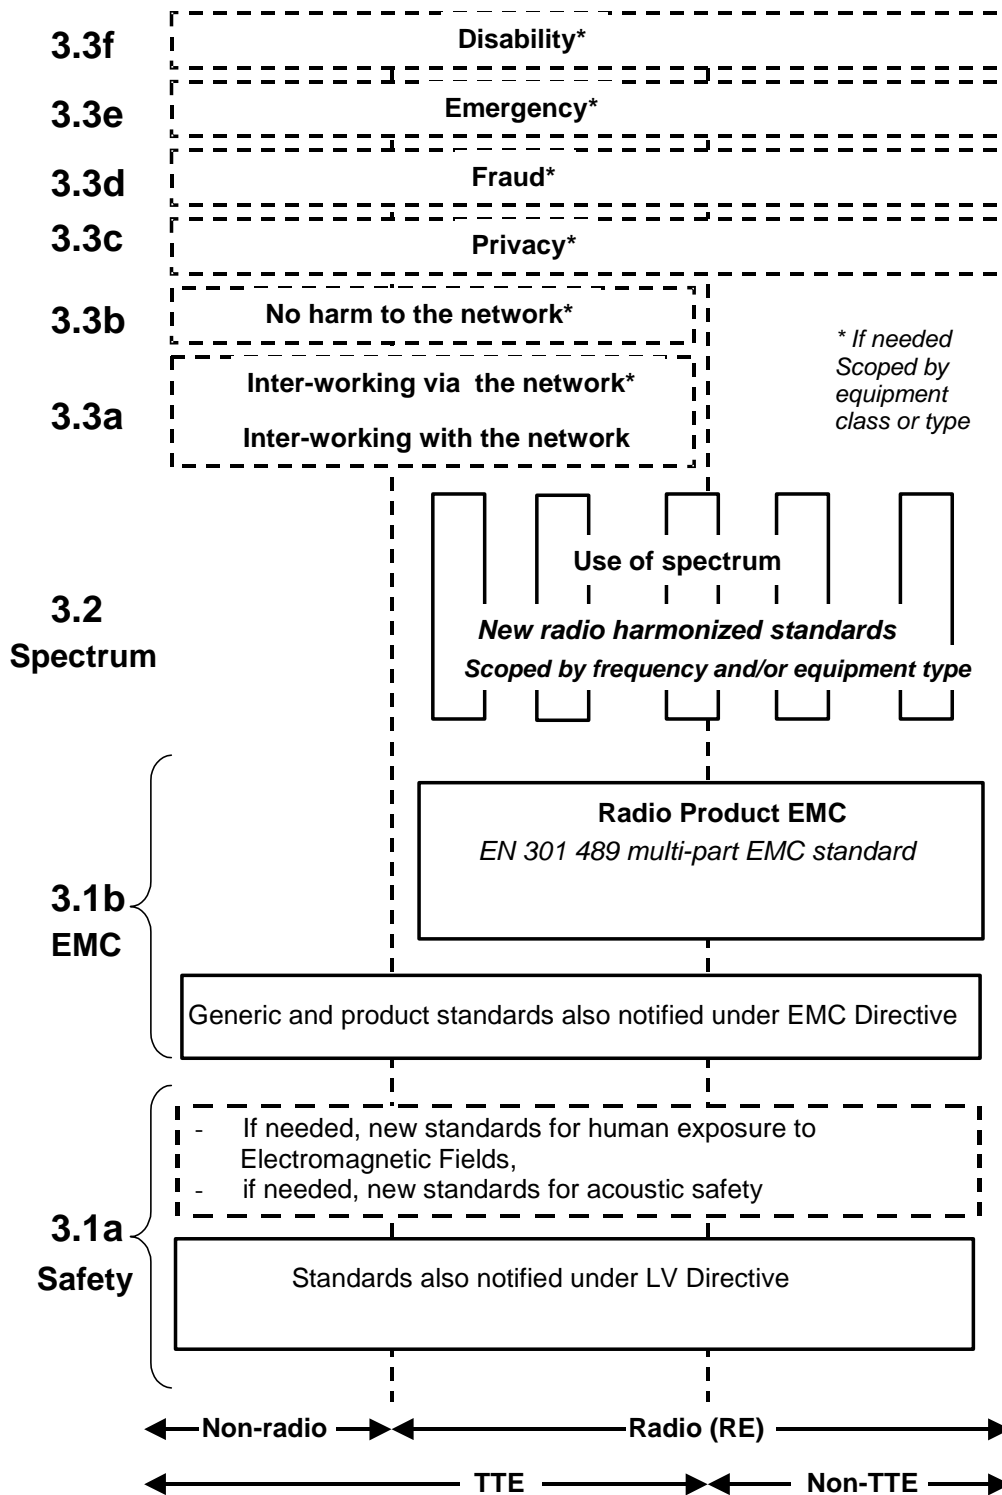 3.3f
Disability*
3.3e
Emergency*
3.3d
Fraud*
3.3c
Privacy*
3.3b
No harm to the network*
* If needed
Scoped by
equipment
class or type
3.3a
Inter-working via the network*
Inter-working with the network
3.2
Spectrum
Use of spectrum
New radio harmonized standards
Scoped by frequency and/or equipment type
3.1b
EMC
Radio Product EMC
EN 301 489 multi-part EMC standard
Generic and product standards also notified under EMC Directive
3.1a
Safety
- If needed, new standards for human exposure to
Electromagnetic Fields,
- if needed, new standards for acoustic safety
Standards also notified under LV Directive
Non-radio
Radio (RE)
TTE
Non-TTE